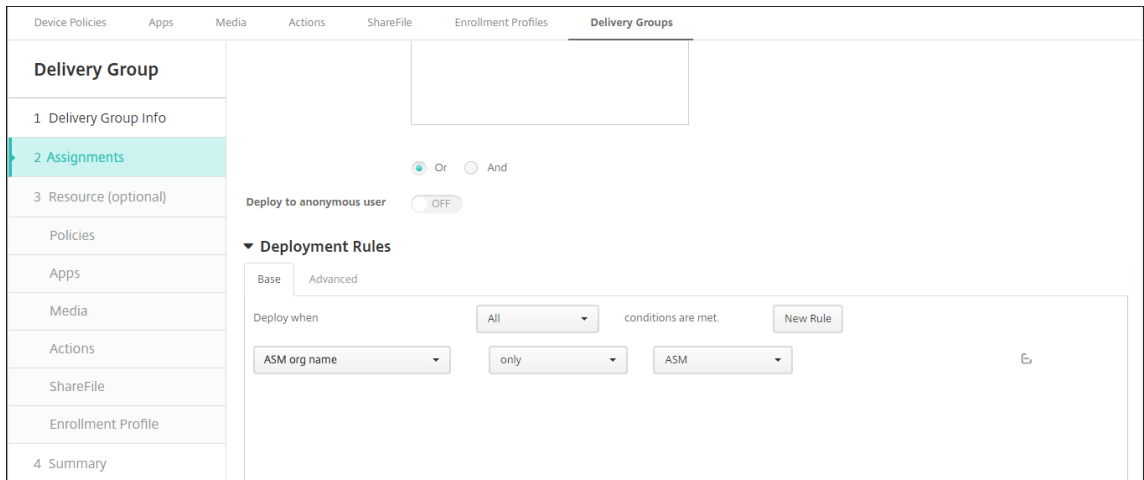 Device Policies Apps Media Actions ShareFile Enrollment Profiles Delivery Groups
Delivery Group
1 Delivery Group Info
2 Assignments
3 Resource (optional)
Policies
Apps
Media
Actions
ShareFile
Enrollment Profile
4 Summary
Or And
Deploy to anonymous user OFF
Deployment Rules
Base Advanced
Deploy when All conditions are met. New Rule
ASM org name only ASM